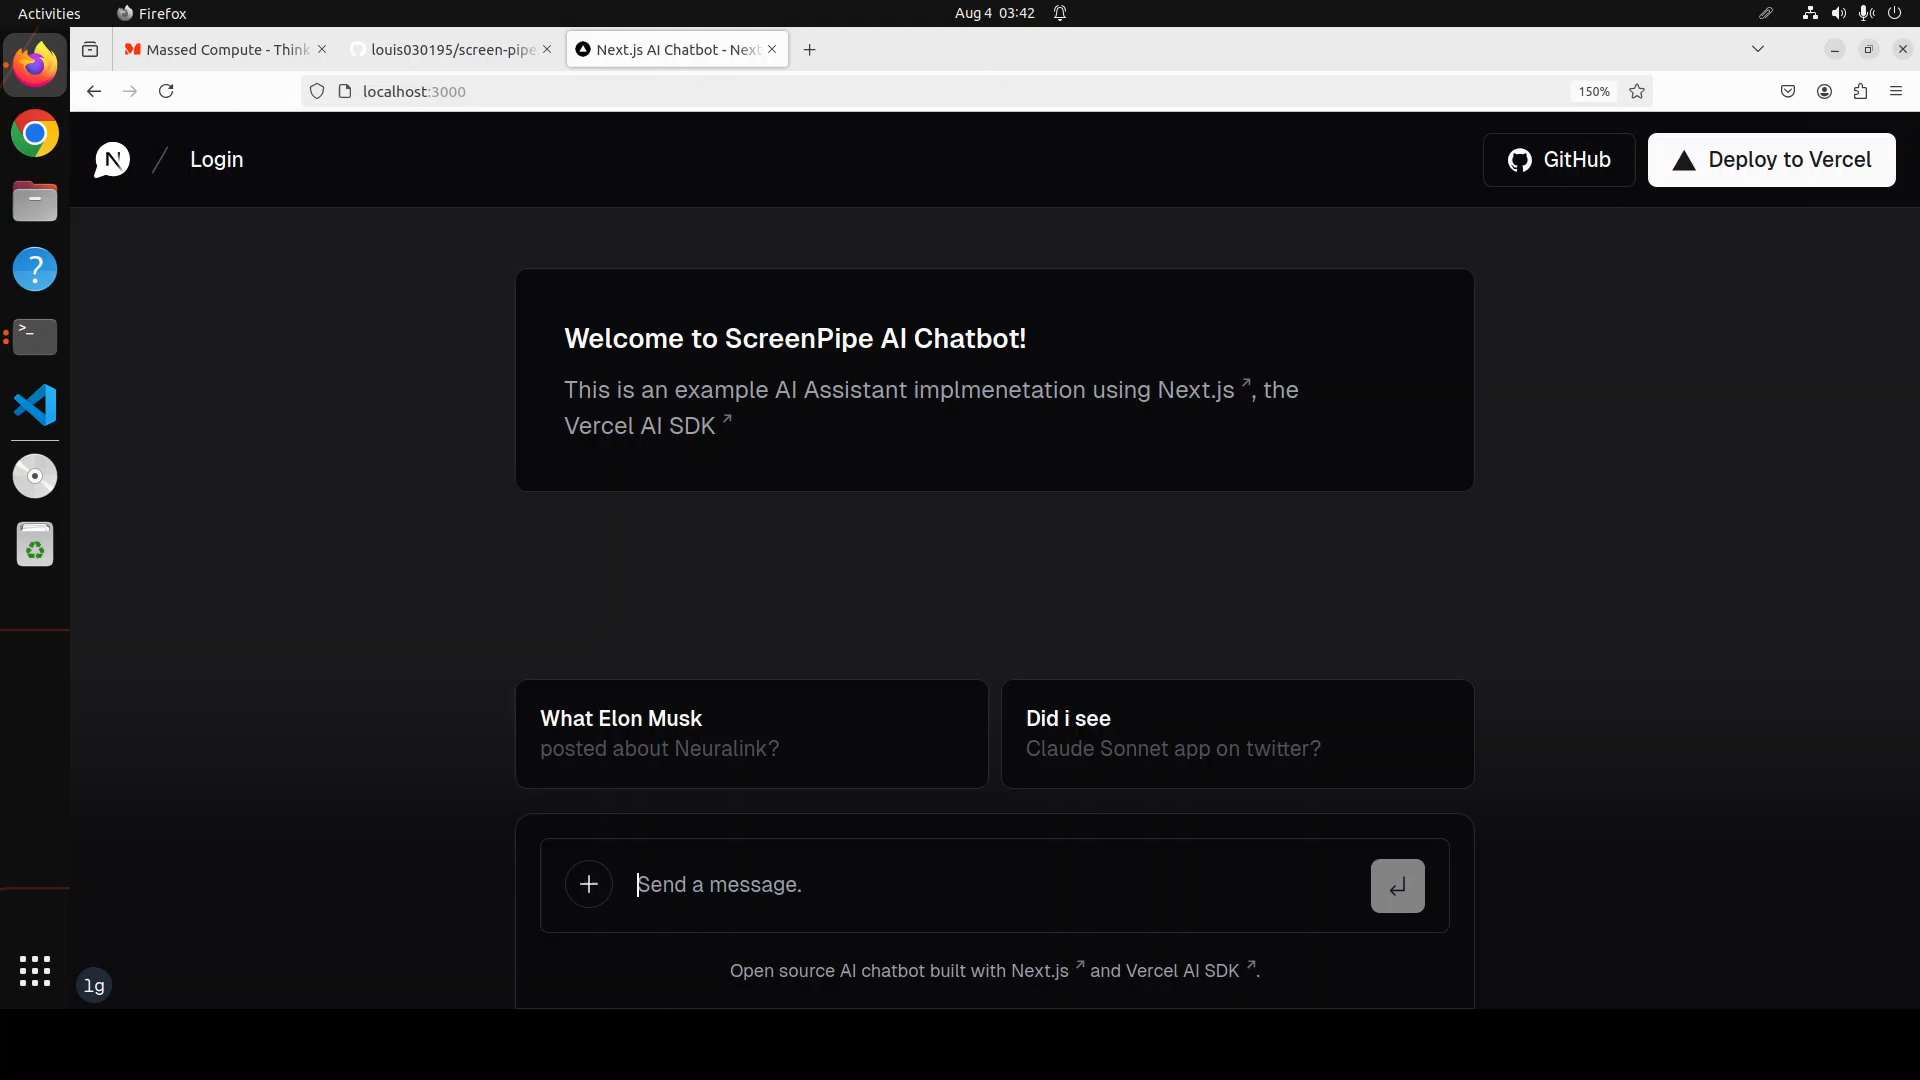 Activities
Firefox
Aug 4 03:42
Massed Compute - Think
louis030195/screen-pipe
Next.js AI Chatbot - Next
localhost:3000
150%
N
Login
GitHub
Deploy to Vercel
Welcome to ScreenPipe AI Chatbot!
This is an example AI Assistant implmenetation using Next.js ↗, the
Vercel AI SDK ↗
What Elon Musk
posted about Neuralink?
Did i see
Claude Sonnet app on twitter?
Send a message.
Open source AI chatbot built with Next.js ↗ and Vercel AI SDK ↗.
lg